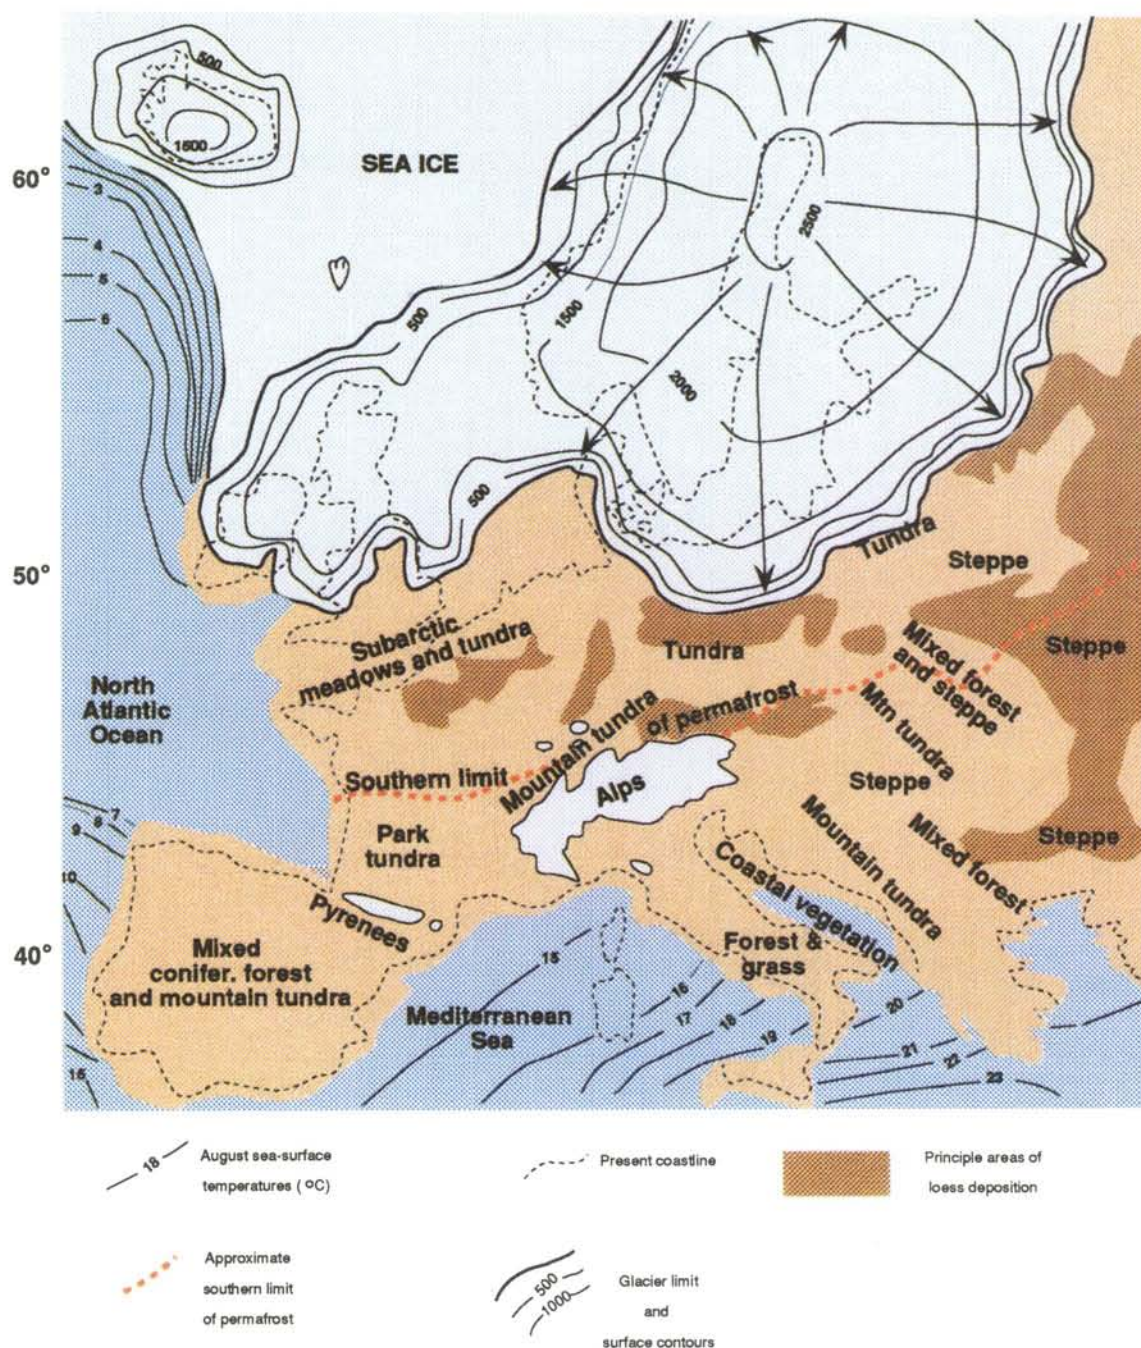 500
1500
SEA ICE
60°
3
4
5
6
2500
500
1500
2000
500
50°
Tundra
Steppe
Subarctic
meadows and tundra
Tundra
Mixed forest
and steppe
Steppe
North
Atlantic
Ocean
Mountain tundra
of permafrost
Mtn tundra
Southern limit
Alps
Steppe
7
8
9
10
Park
tundra
Mountain tundra
Mixed forest
Steppe
Pyrenees
Coastal vegetation
40°
Mixed
conifer. forest
and mountain tundra
Forest &
grass
15
16
17
18
19
20
21
22
23
Mediterranean
Sea
15
18
August sea-surface
temperatures ( °C)
Present coastline
Principle areas of
loess deposition
Approximate
southern limit
of permafrost
500
1000
Glacier limit
and
surface contours